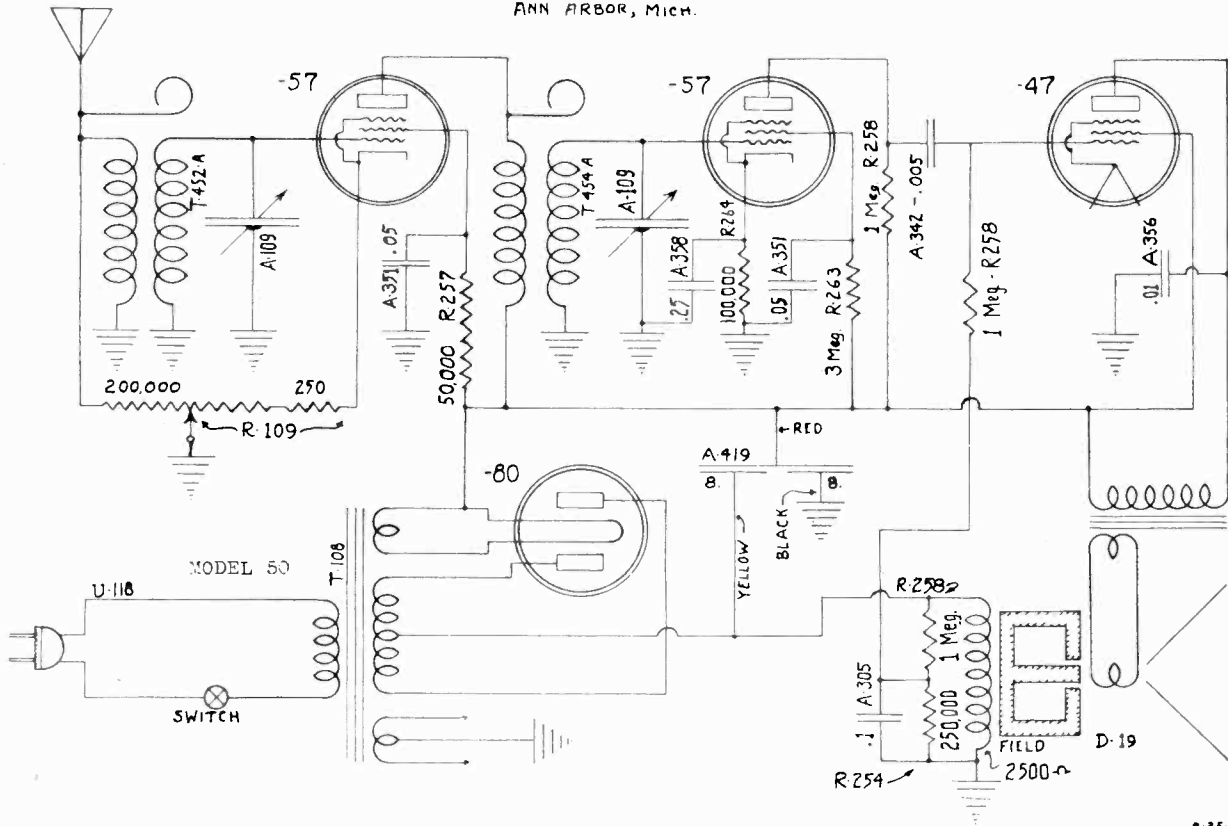 ANN ARBOR, MICH.
-57
-57
-47
T-452-A
A-109
A-351 .05
R-257
50,000
T-454-A
A-109
A-358
.25
R264
100,000
A-351
.05
R-263
3 Meg.
1 Meg. R-258
A-342 - .005
1 Meg. - R258
A-356
.01
200,000
250
R-109
RED
A-419
8.
8.
-80
YELLOW
BLACK
MODEL 50
T-108
U-118
SWITCH
R-258
1 Meg.
A-305
.1
250,000
R-254
FIELD
2500
D-19